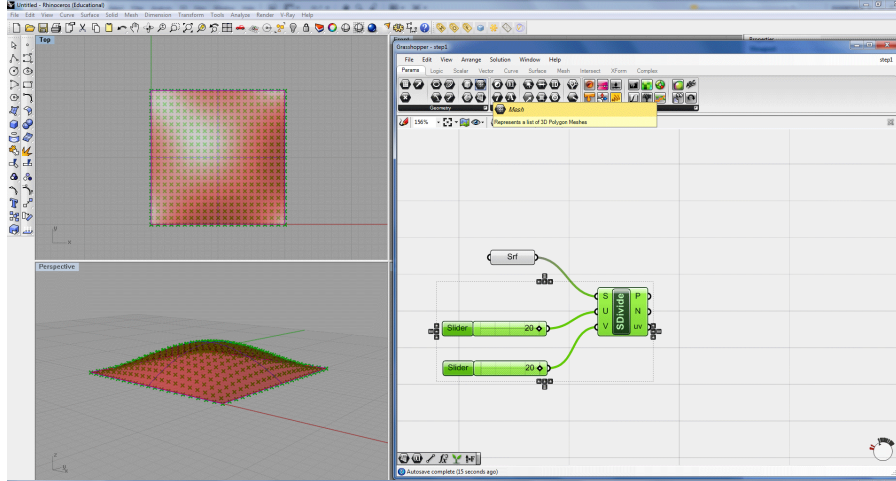 Untitled - Rhinoceros (Educational)
File Edit View Curve Surface Solid Mesh Dimension Transform Tools Analyze Render V-Ray Help
Top
Properties
Grasshopper - step1
File Edit View Arrange Solution Window Help step1
Params Logic Scalar Vector Curve Surface Mesh Intersect XForm Complex
Geometry
Mesh
156%
Represents a list of 3D Polygon Meshes
y
x
Perspective
Srf
S P
U SDivide N
V UV
Slider 20
Slider 20
z
y
x
Autosave complete (15 seconds ago)